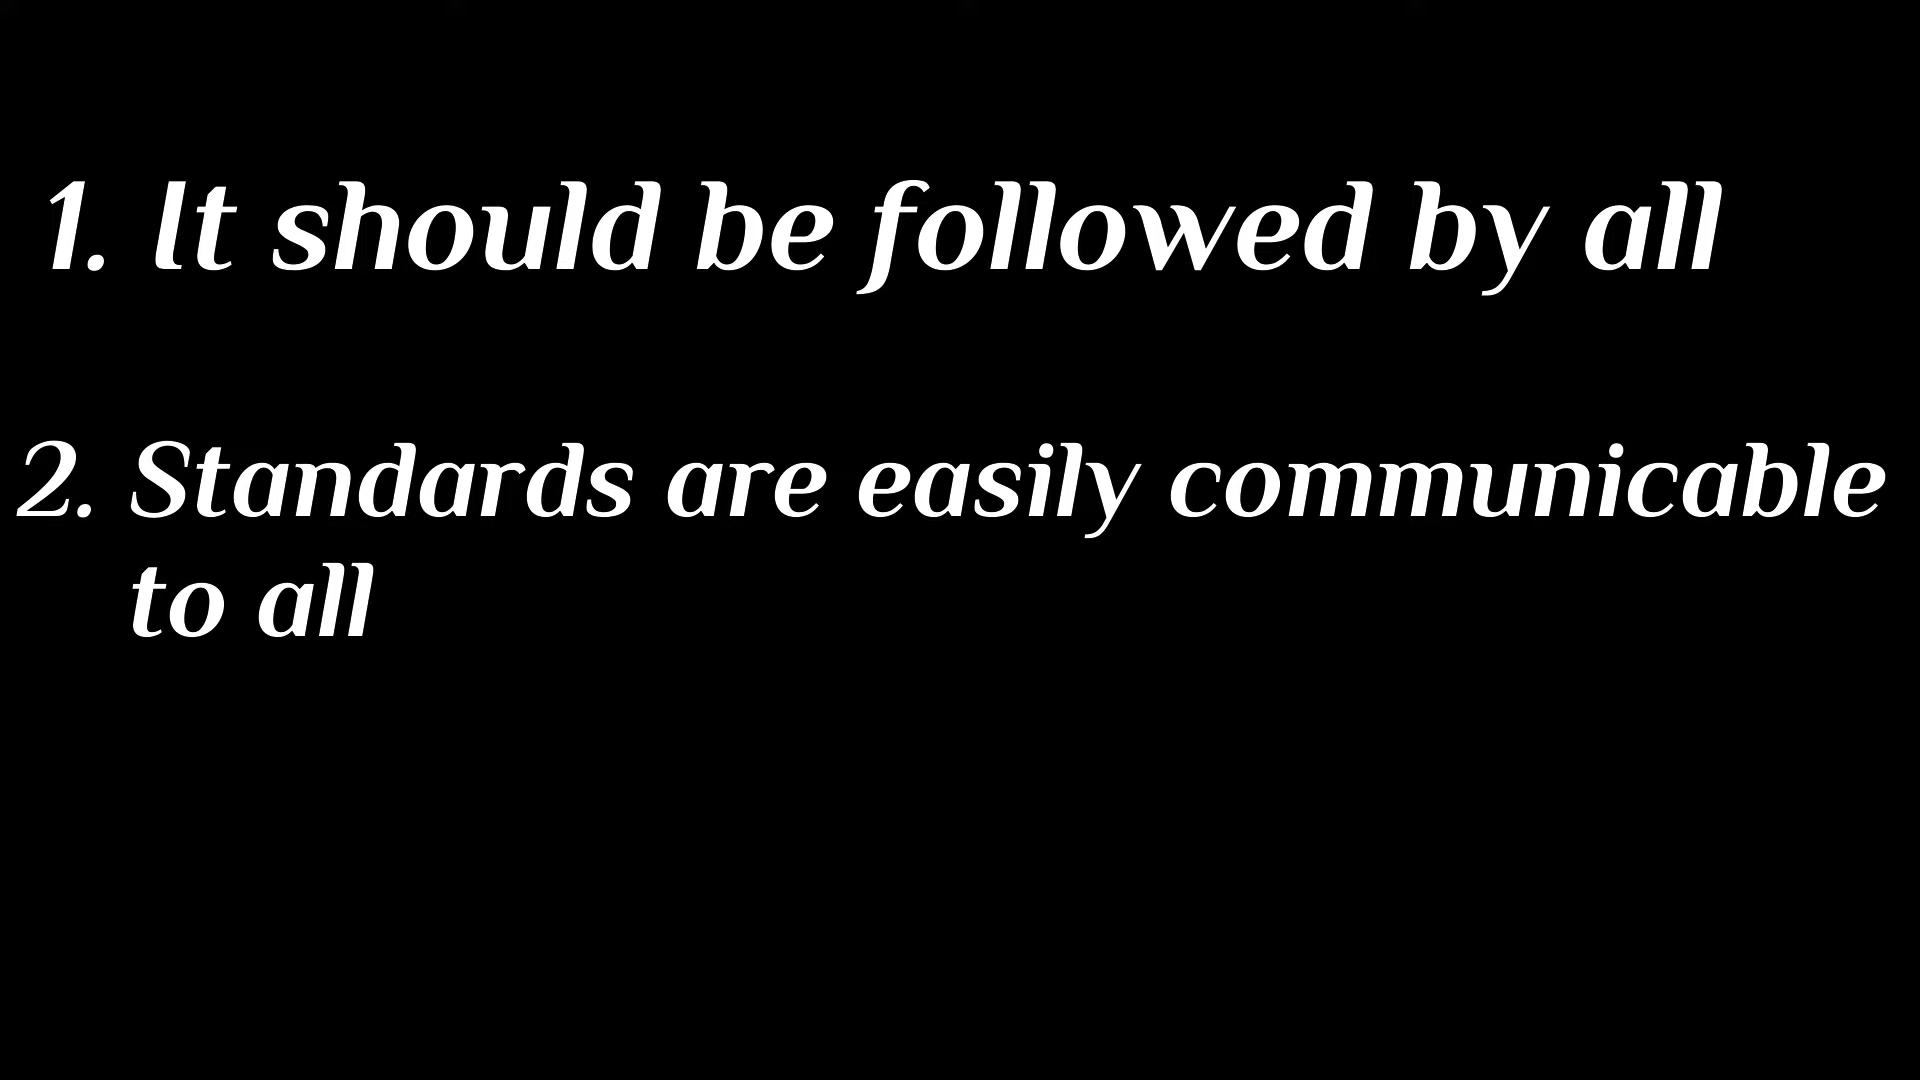 1. It should be followed by all
2. Standards are easily communicable
to all